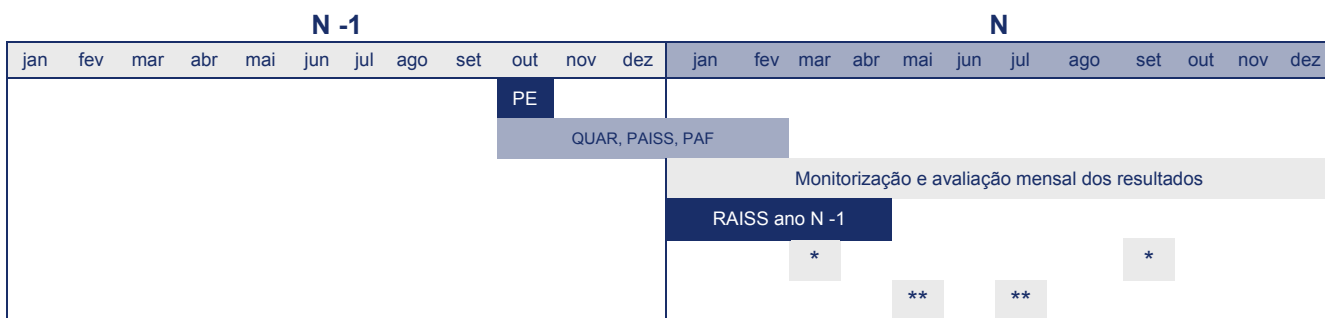 N -1 N
jan fev mar abr mai jun jul ago set out nov dez jan fev mar abr mai jun jul ago set out nov dez
PE
QUAR, PAISS, PAF
Monitorização e avaliação mensal dos resultados
RAISS ano N -1
* *
** **